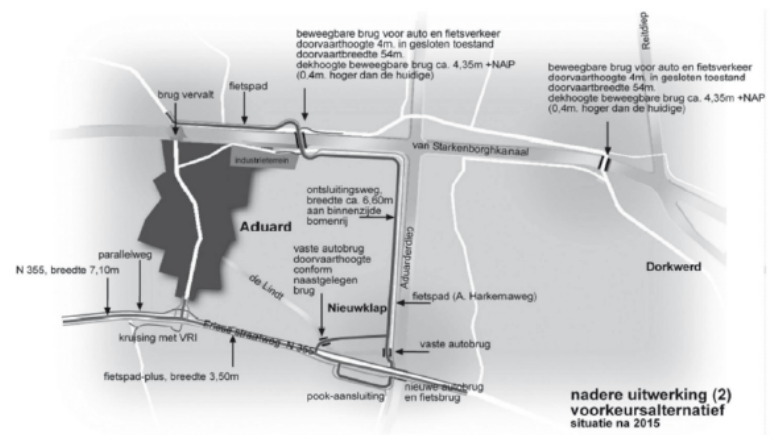 beweegbare brug voor auto en fietsverkeer
doorvaarthoogte 4m. in gesloten toestand
doorvaartbreedte 54m.
dekhoogte beweegbare brug ca. 4,35m +NAP
(0,4m. hoger dan de huidige)
Reitdiep
beweegbare brug voor auto en fietsverkeer
doorvaarthoogte 4m. in gesloten toestand
doorvaartbreedte 54m.
dekhoogte beweegbare brug ca. 4,35m +NAP
(0,4m. hoger dan de huidige)
fietspad
brug vervalt
van Starkenborghkanaal
industrieterrein
ontsluitingsweg,
breedte ca. 6,60m
aan binnenzijde
bomenrij
Aduard
vaste autobrug
doorvaarthoogte
conform
naastgelegen
brug
Aduarderdiep
parallelweg
N 355, breedte 7,10m
de Lindt
Dorkwerd
Nieuwklap
fietspad (A. Harkemaweg)
kruising met VRI
Friese straatweg N 355
vaste autobrug
fietspad-plus, breedte 3,50m
pook-aansluiting
nieuwe autobrug
en fietsbrug
nadere uitwerking (2)
voorkeursalternatief
situatie na 2015